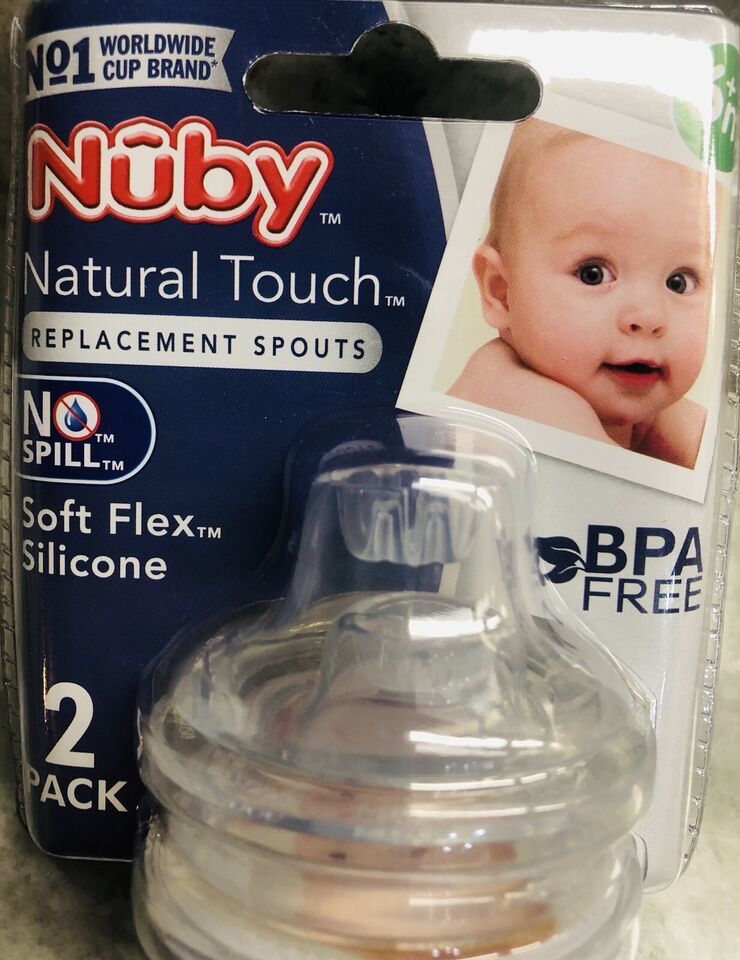 No1 WORLDWIDE
CUP BRAND*
Nûby™
Natural Touch™
REPLACEMENT SPOUTS
NO™
SPILL™
Soft Flex™
Silicone
BPA
FREE
2
PACK